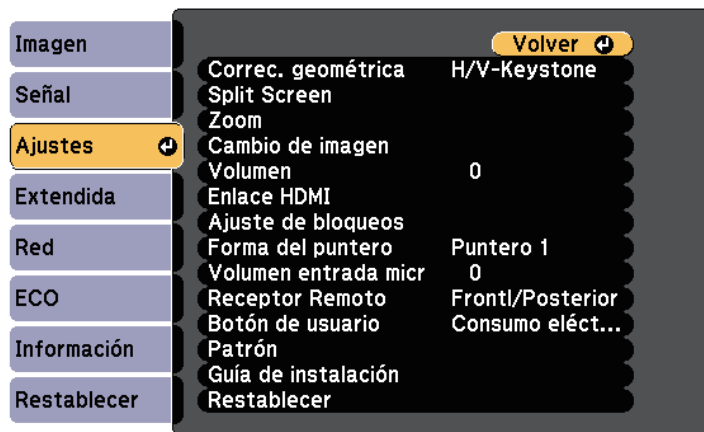 Imagen
Señal
Ajustes
Extendida
Red
ECO
Información
Restablecer
Volver
Correc. geométrica H/V-Keystone
Split Screen
Zoom
Cambio de imagen
Volumen 0
Enlace HDMI
Ajuste de bloqueos
Forma del puntero Puntero 1
Volumen entrada micr 0
Receptor Remoto Frontl/Posterior
Botón de usuario Consumo eléct...
Patrón
Guía de instalación
Restablecer